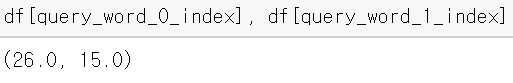 df[query_word_0_index], df[query_word_1_index]
(26.0, 15.0)